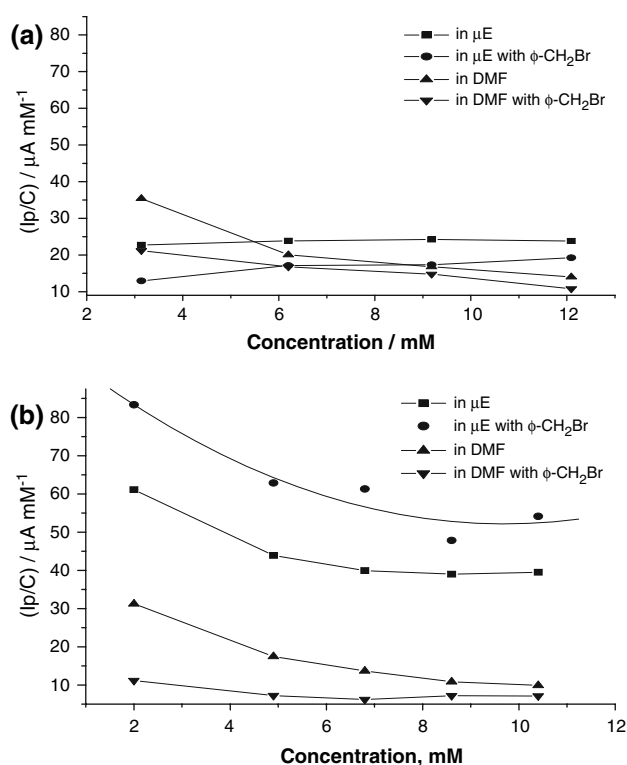 (a)
in μE
in μE with ϕ-CH₂Br
in DMF
in DMF with ϕ-CH₂Br
80
70
60
50
40
30
20
10
(Ip/C) / μA mM⁻¹
2 4 6 8 10 12
Concentration / mM
(b)
in μE
in μE with ϕ-CH₂Br
in DMF
in DMF with ϕ-CH₂Br
80
70
60
50
40
30
20
10
(Ip/C) / μA mM⁻¹
2 4 6 8 10 12
Concentration, mM